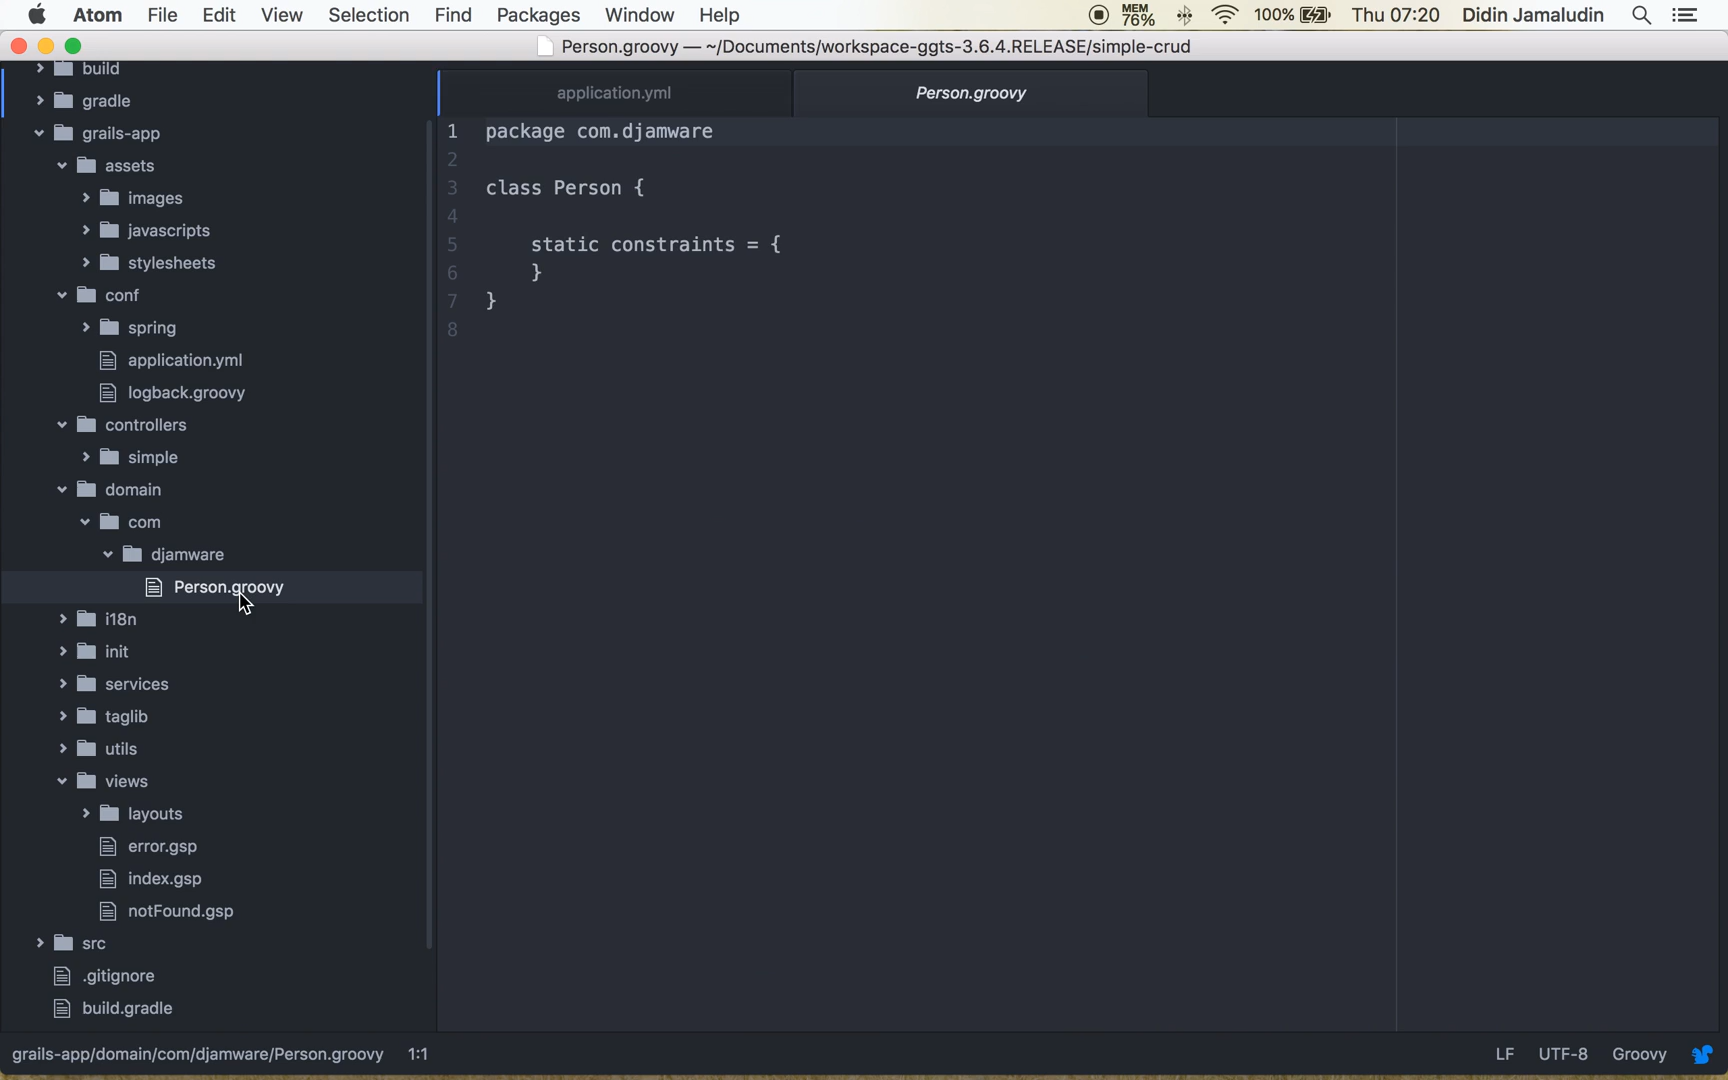 Atom File Edit View Selection Find Packages Window Help MEM 76% 100% Thu 07:20 Didin Jamaludin
Person.groovy — ~/Documents/workspace-ggts-3.6.4.RELEASE/simple-crud
build
gradle
grails-app
assets
images
javascripts
stylesheets
conf
spring
application.yml
logback.groovy
controllers
simple
domain
com
djamware
Person.groovy
i18n
init
services
taglib
utils
views
layouts
error.gsp
index.gsp
notFound.gsp
src
.gitignore
build.gradle
application.yml Person.groovy
1 package com.djamware
2
3 class Person {
4
5 static constraints = {
6 }
7 }
8
grails-app/domain/com/djamware/Person.groovy 1:1 LF UTF-8 Groovy